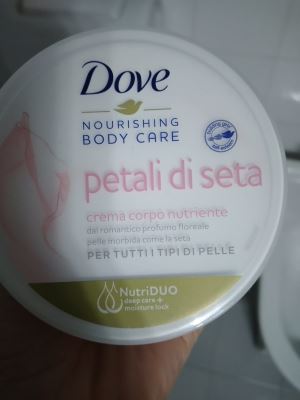 Dove
NOURISHING
BODY CARE
petali di seta
crema corpo nutriente
dal romantico profumo floreale
pelle morbida come la seta
PER TUTTI I TIPI DI PELLE
NutriDUO
deep care +
moisture lock